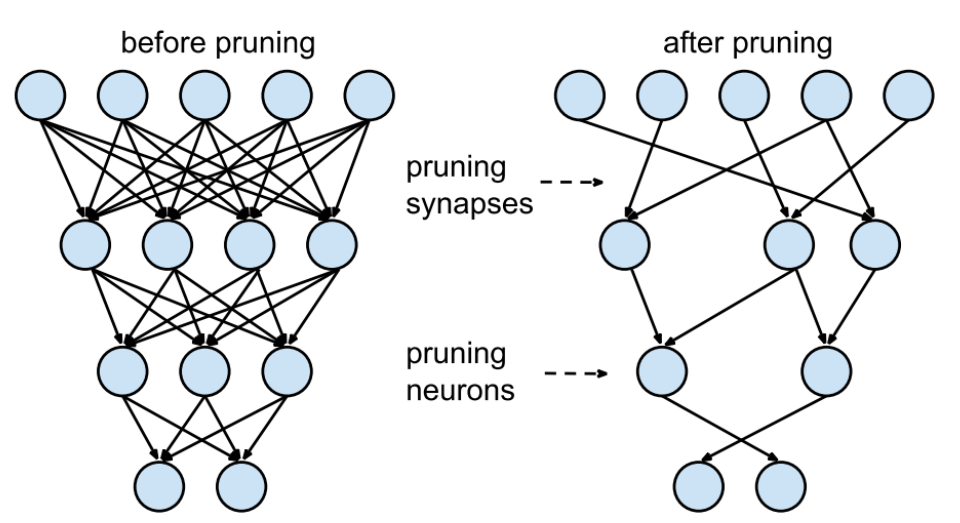 before pruning
after pruning
pruning
synapses
pruning
neurons